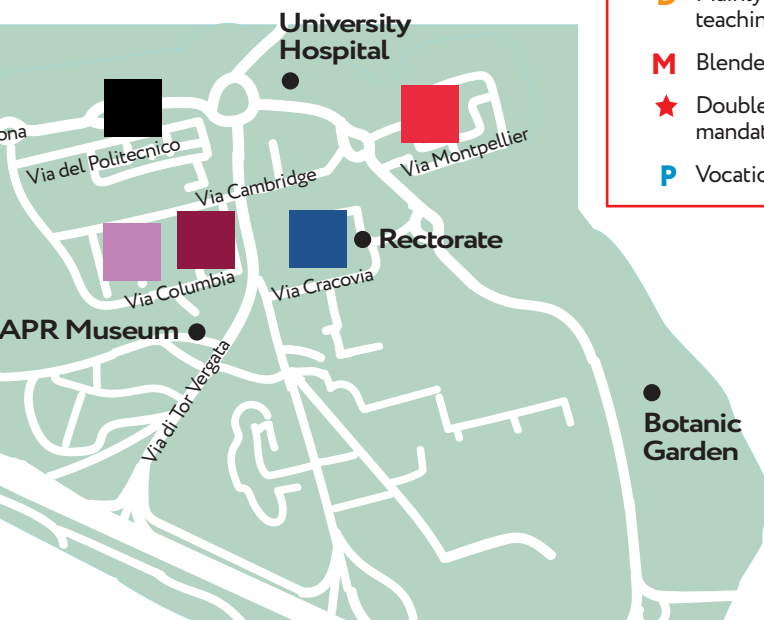 University
Hospital
teachin
M Blende
Double
mandat
P Vocatio
ona
Via del Politecnico
Via Cambridge
Via Montpellier
Rectorate
Via Columbia
Via Cracovia
APR Museum
Via di Tor Vergata
Botanic
Garden